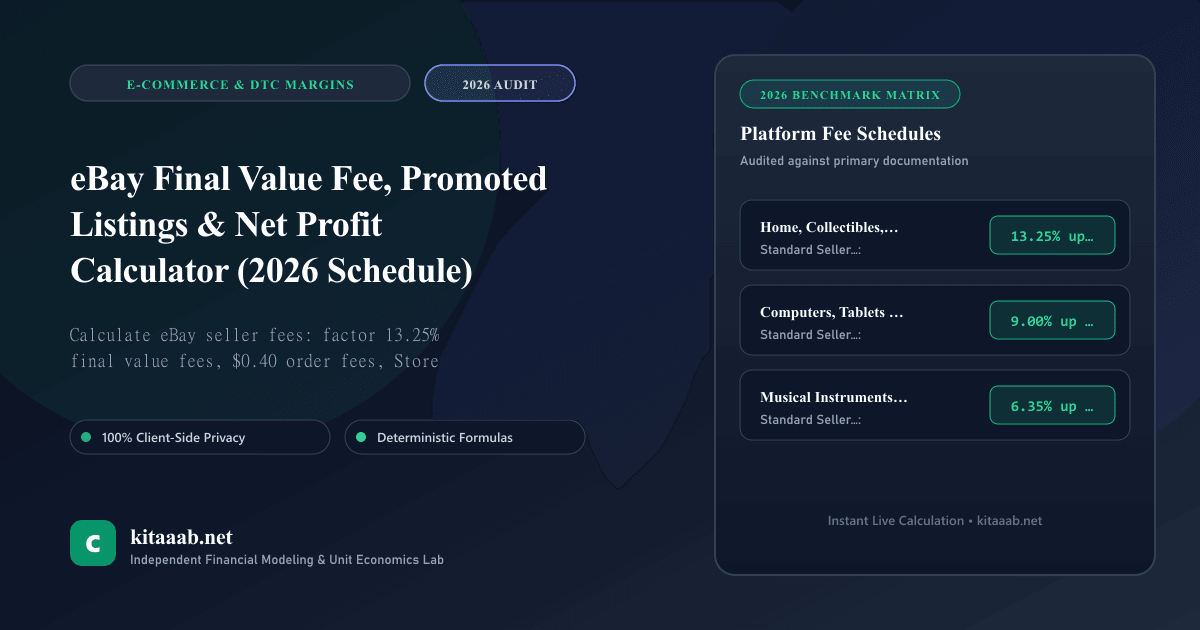 E-COMMERCE & DTC MARGINS
2026 AUDIT
eBay Final Value Fee, Promoted
Listings & Net Profit
Calculator (2026 Schedule)
Calculate eBay seller fees: factor 13.25%
final value fees, $0.40 order fees, Store
100% Client-Side Privacy
Deterministic Formulas
C
kitaaab.net
Independent Financial Modeling & Unit Economics Lab
2026 BENCHMARK MATRIX
Platform Fee Schedules
Audited against primary documentation
Home, Collectibles,…
Standard Seller…:
13.25% up…
Computers, Tablets …
Standard Seller…:
9.00% up …
Musical Instruments…
Standard Seller…:
6.35% up …
Instant Live Calculation • kitaaab.net